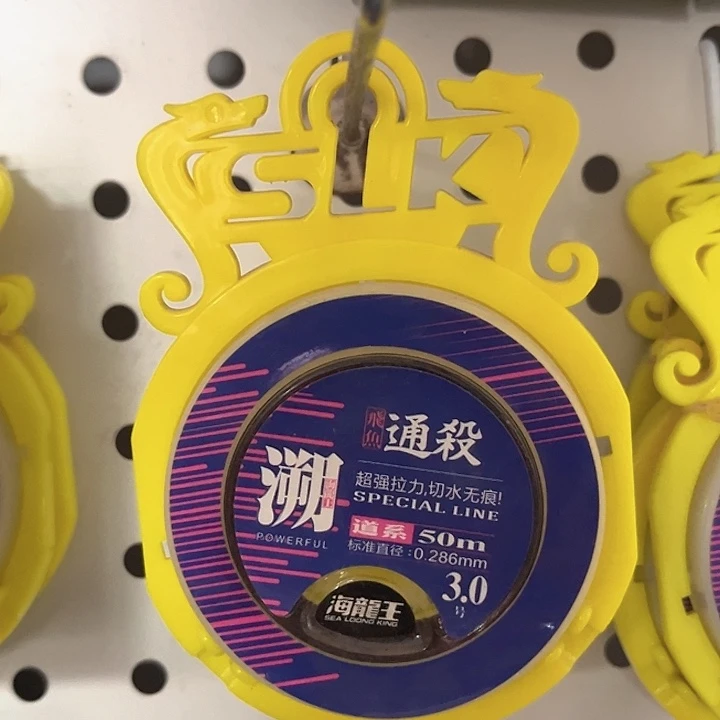 SLK
飛魚
通殺
溯
POWERFUL
超强拉力,切水无痕!
SPECIAL LINE
道系 50m
标准直径:0.286mm
3.0
号
海龍王
SEA LOONG KING